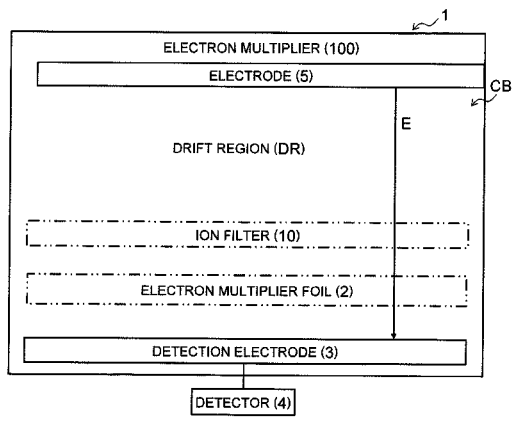 1
ELECTRON MULTIPLIER (100)
ELECTRODE (5)
CB
E
DRIFT REGION (DR)
ION FILTER (10)
ELECTRON MULTIPLIER FOIL (2)
DETECTION ELECTRODE (3)
DETECTOR (4)